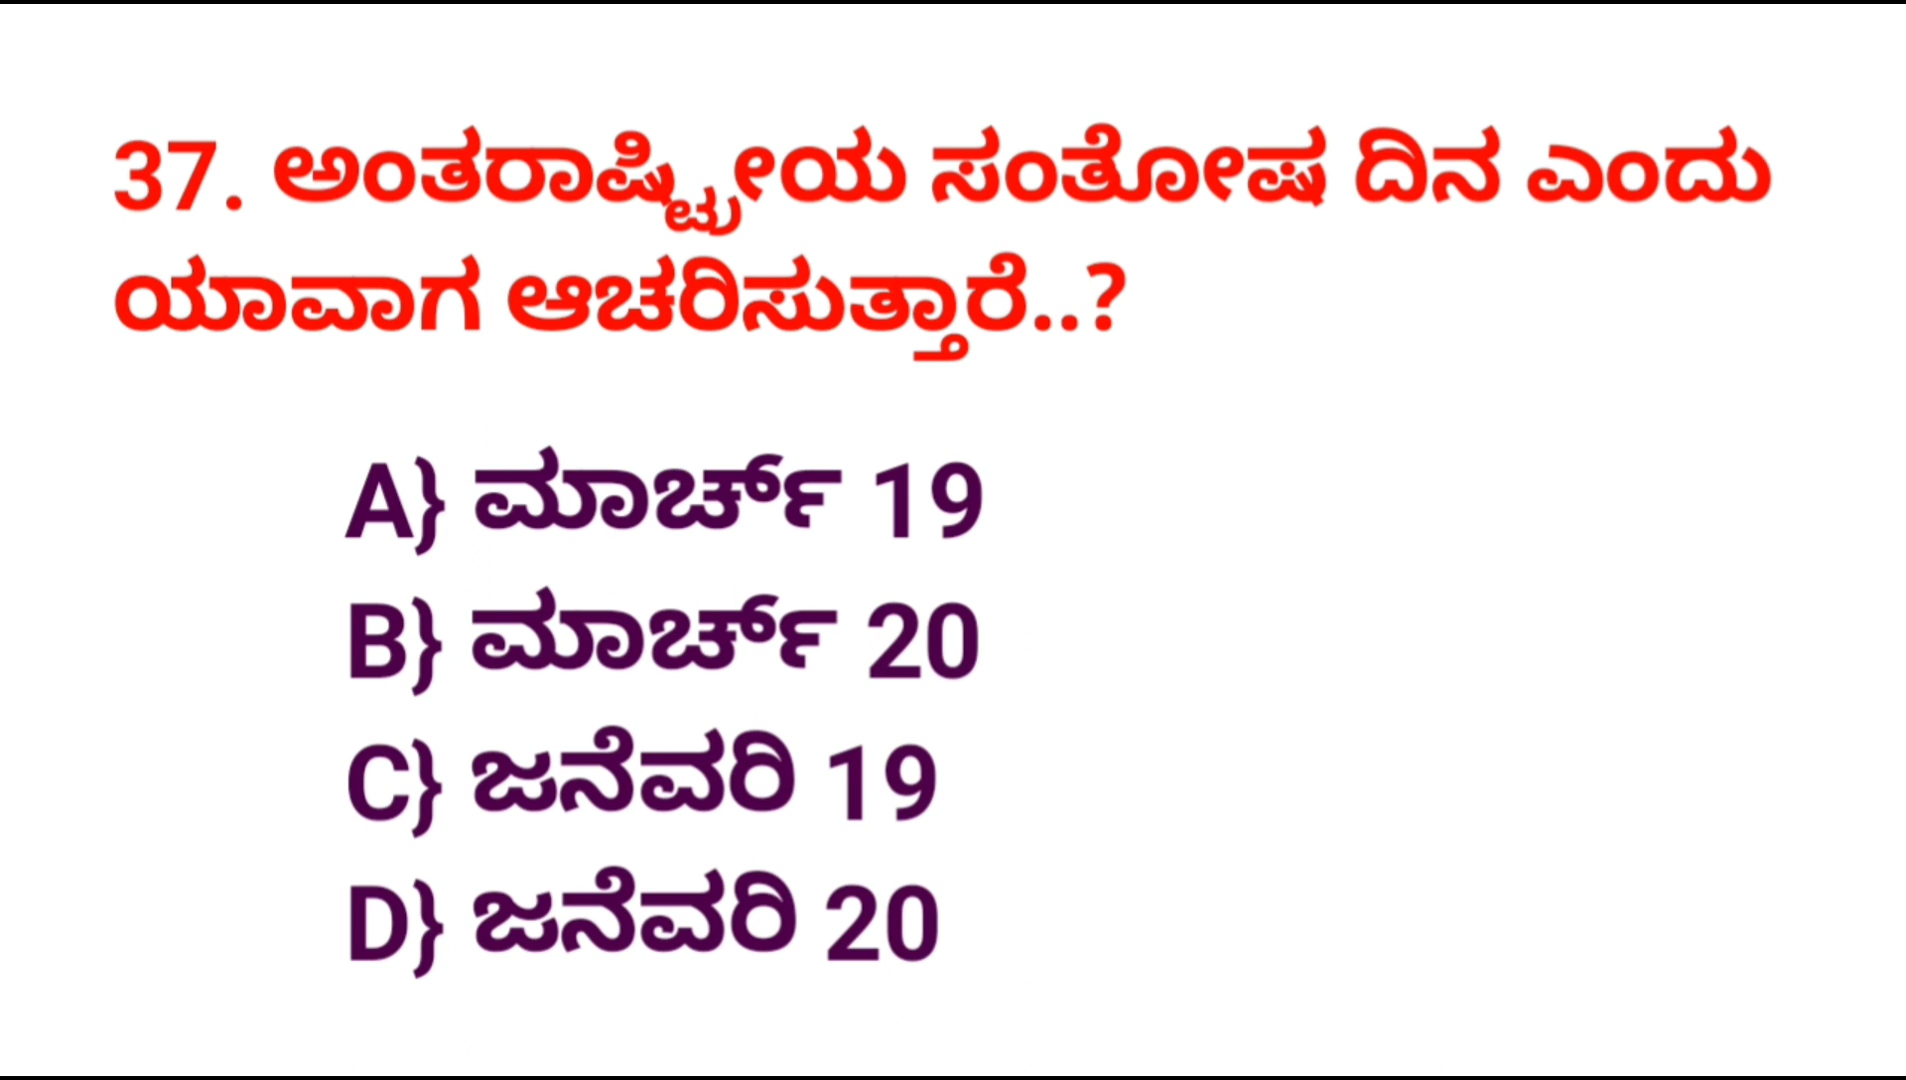 37. ಅಂತರಾಷ್ಟ್ರೀಯ ಸಂತೋಷ ದಿನ ಎಂದು
ಯಾವಾಗ ಆಚರಿಸುತ್ತಾರೆ..?
A} ಮಾರ್ಚ್ 19
B} ಮಾರ್ಚ್ 20
C} ಜನೆವರಿ 19
D} ಜನೆವರಿ 20